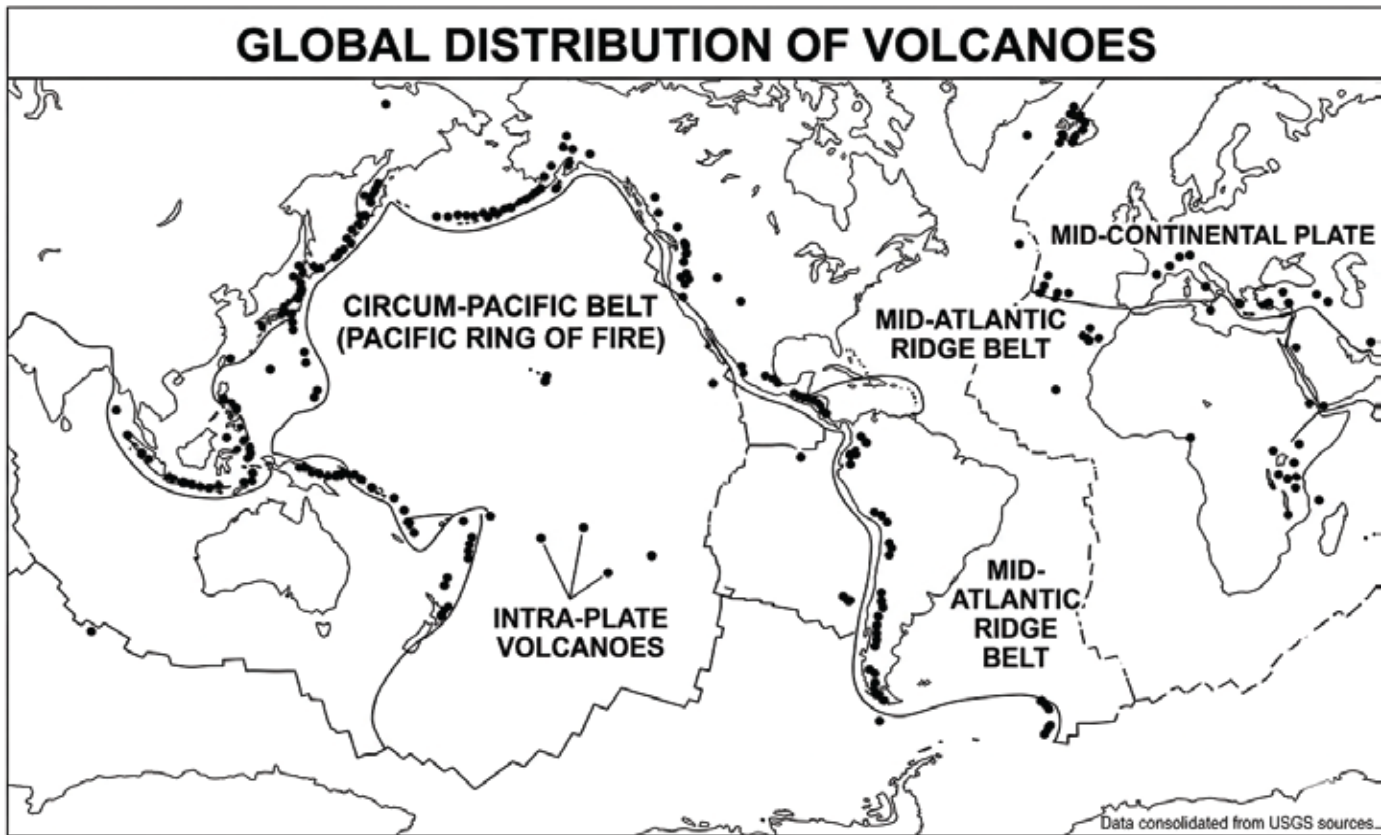 GLOBAL DISTRIBUTION OF VOLCANOES
MID-CONTINENTAL PLATE
CIRCUM-PACIFIC BELT
(PACIFIC RING OF FIRE)
MID-ATLANTIC
RIDGE BELT
INTRA-PLATE
VOLCANOES
MID-
ATLANTIC
RIDGE
BELT
Data consolidated from USGS sources..